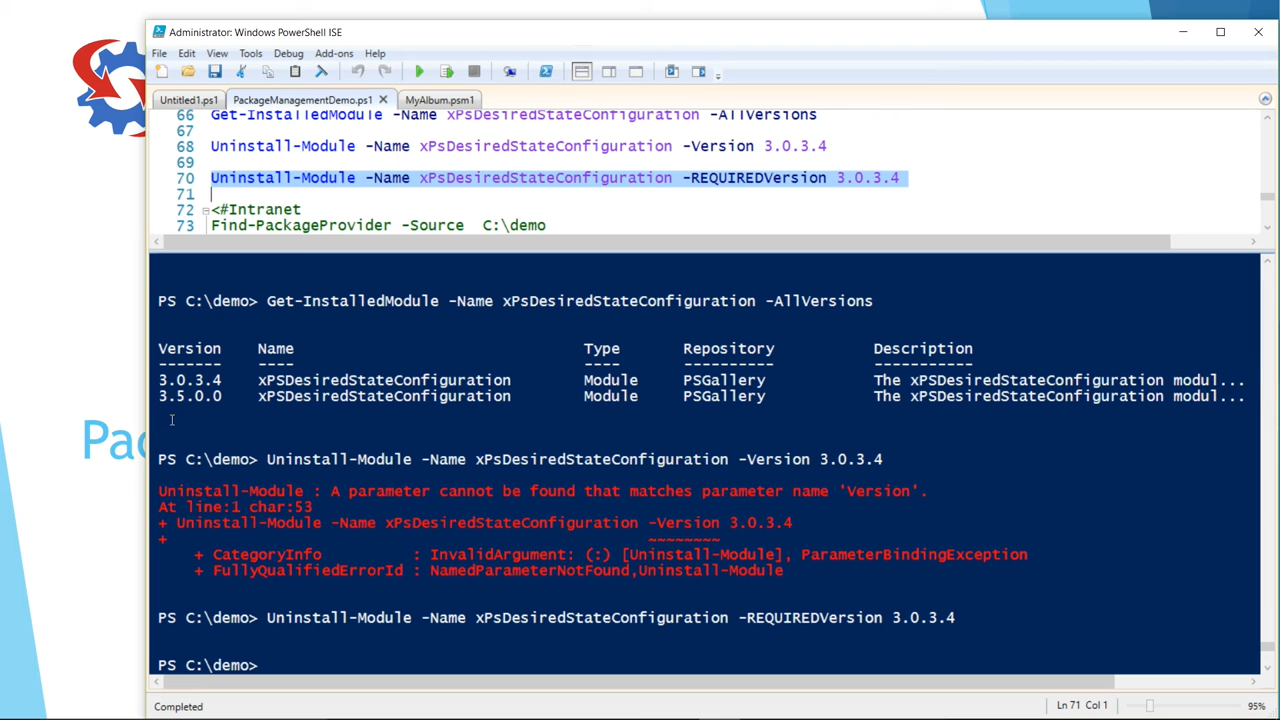 Administrator: Windows PowerShell ISE
File Edit View Tools Debug Add-ons Help
Untitled1.ps1 PackageManagementDemo.ps1 MyAlbum.psm1
66 Get-InstalledModule -Name xPsDesiredStateConfiguration -AllVersions
67
68 Uninstall-Module -Name xPsDesiredStateConfiguration -Version 3.0.3.4
69
70 Uninstall-Module -Name xPsDesiredStateConfiguration -REQUIREDVersion 3.0.3.4
71
72 <#Intranet
73 Find-PackageProvider -Source C:\demo
PS C:\demo> Get-InstalledModule -Name xPsDesiredStateConfiguration -AllVersions
Version Name Type Repository Description
------- ---- ---- ---------- -----------
3.0.3.4 xPSDesiredStateConfiguration Module PSGallery The xPSDesiredStateConfiguration modul...
3.5.0.0 xPSDesiredStateConfiguration Module PSGallery The xPSDesiredStateConfiguration modul...
Pac
PS C:\demo> Uninstall-Module -Name xPsDesiredStateConfiguration -Version 3.0.3.4
Uninstall-Module : A parameter cannot be found that matches parameter name 'Version'.
At line:1 char:53
+ Uninstall-Module -Name xPsDesiredStateConfiguration -Version 3.0.3.4
+ ~~~~~~~~
+ CategoryInfo : InvalidArgument: (:) [Uninstall-Module], ParameterBindingException
+ FullyQualifiedErrorId : NamedParameterNotFound,Uninstall-Module
PS C:\demo> Uninstall-Module -Name xPsDesiredStateConfiguration -REQUIREDVersion 3.0.3.4
PS C:\demo>
Completed Ln 71 Col 1 95%